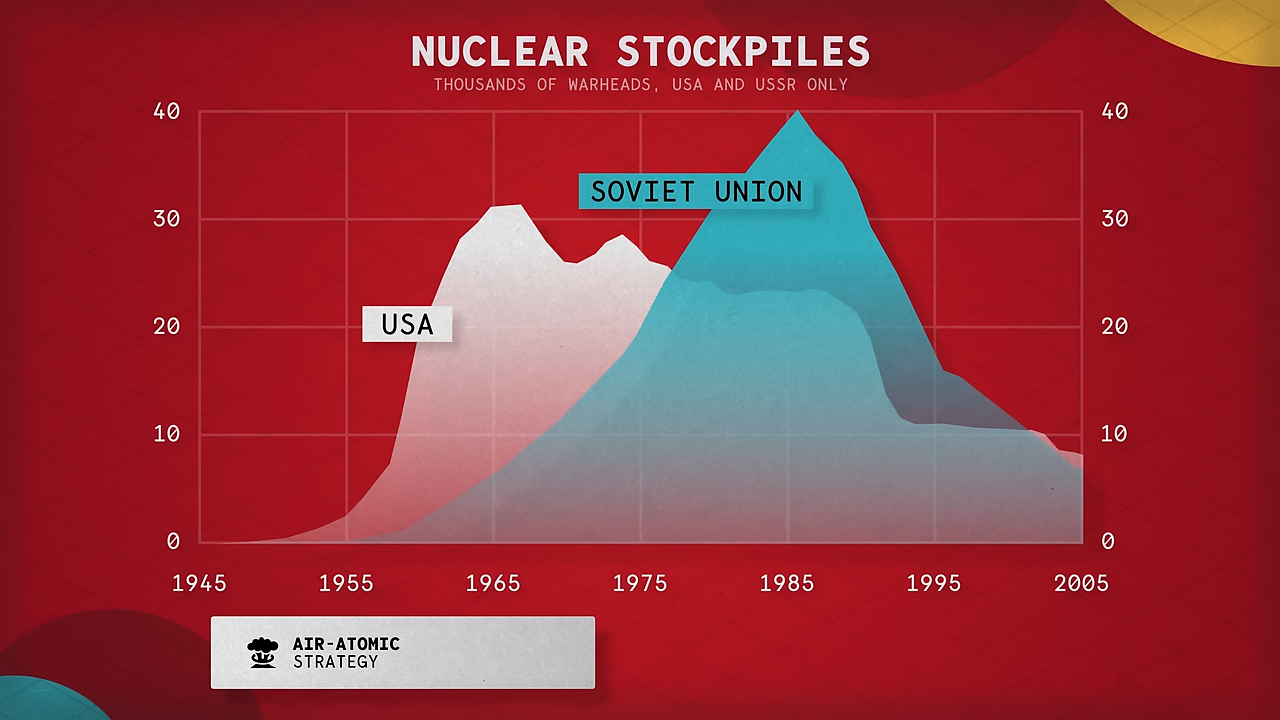 NUCLEAR STOCKPILES
THOUSANDS OF WARHEADS, USA AND USSR ONLY
40 40
SOVIET UNION
30 30
USA
20 20
10 10
0 0
1945 1955 1965 1975 1985 1995 2005
AIR-ATOMIC
STRATEGY